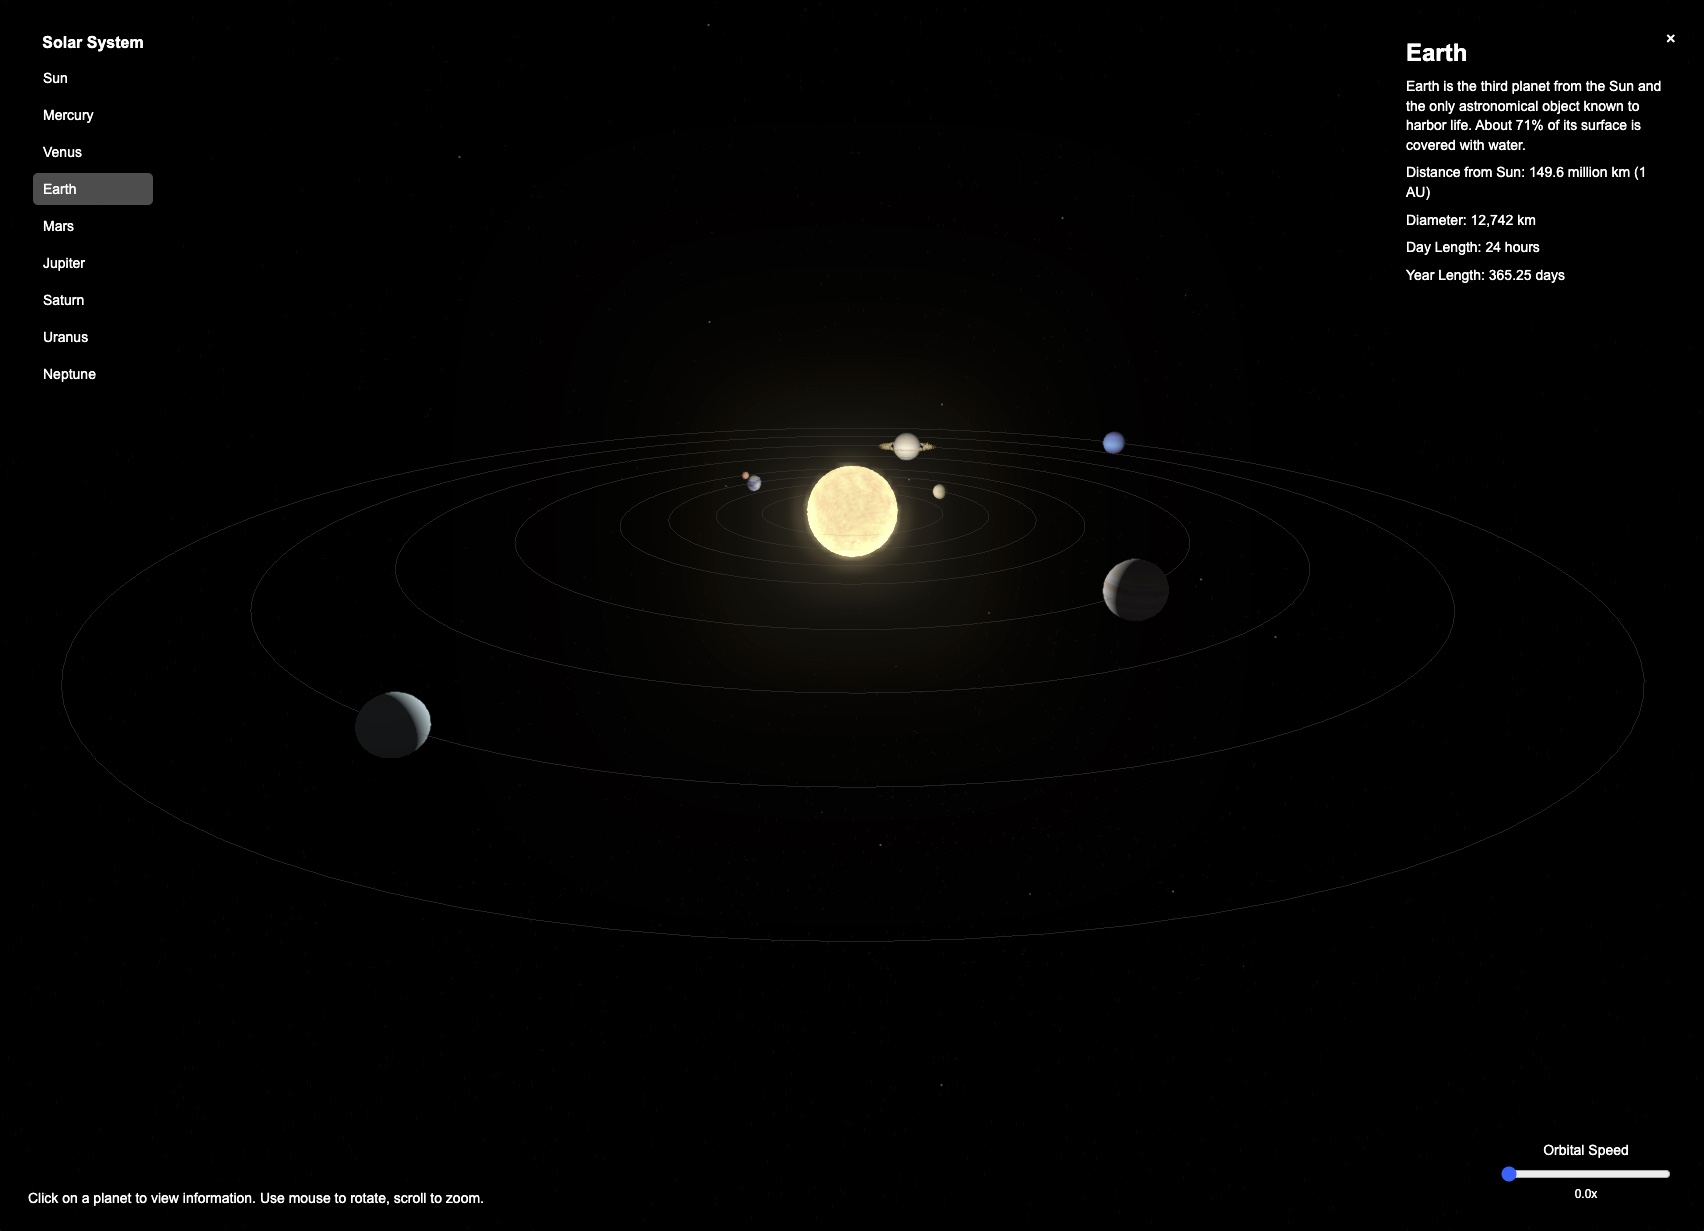 Solar System
Sun
Mercury
Venus
Earth
Mars
Jupiter
Saturn
Uranus
Neptune
×
Earth
Earth is the third planet from the Sun and
the only astronomical object known to
harbor life. About 71% of its surface is
covered with water.
Distance from Sun: 149.6 million km (1
AU)
Diameter: 12,742 km
Day Length: 24 hours
Year Length: 365.25 days
Orbital Speed
0.0x
Click on a planet to view information. Use mouse to rotate, scroll to zoom.